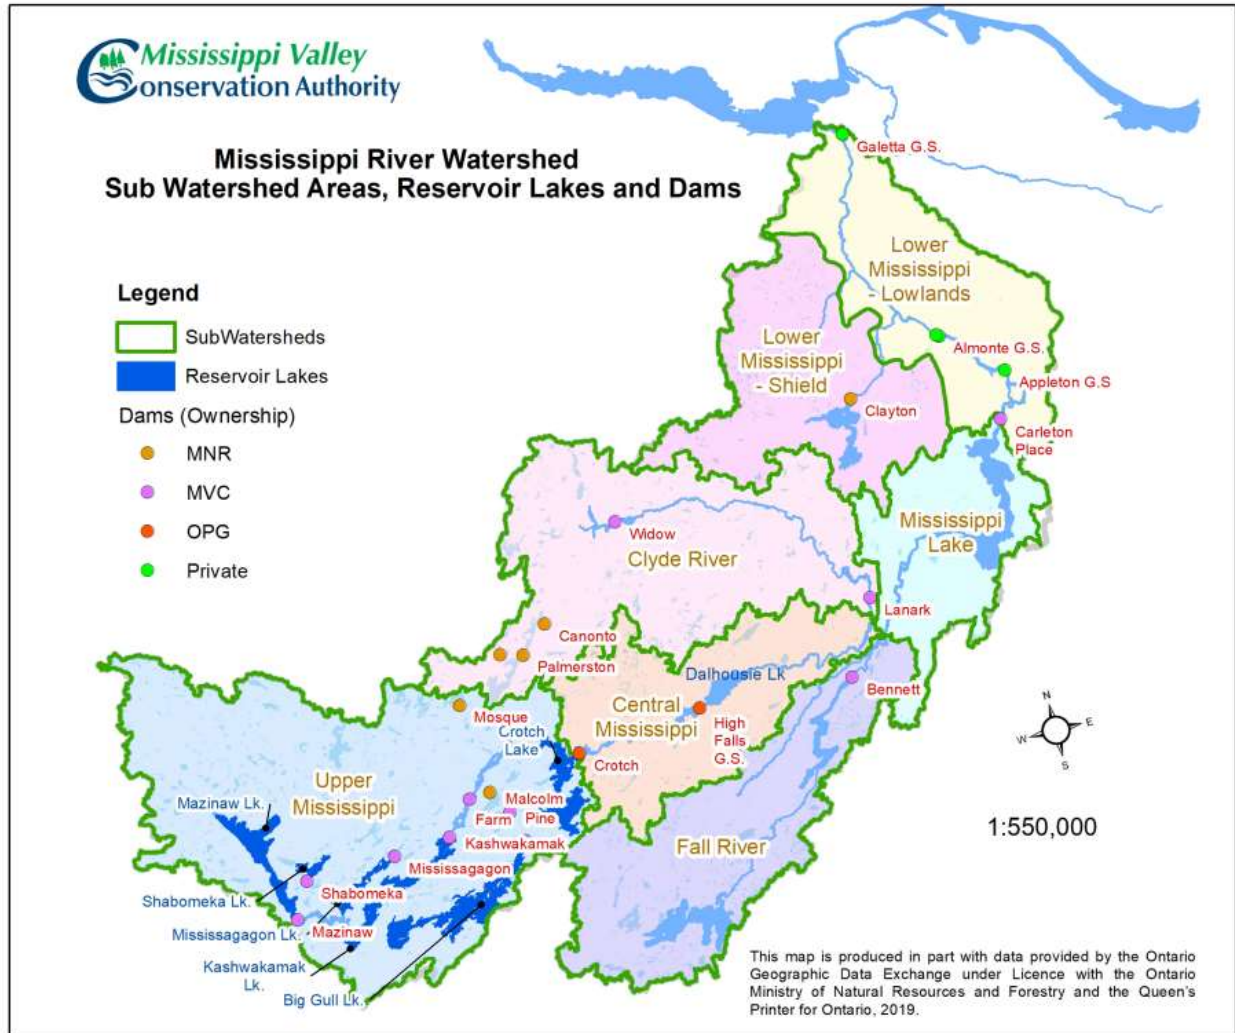 Mississippi Valley
Conservation Authority
Mississippi River Watershed
Sub Watershed Areas, Reservoir Lakes and Dams
Legend
SubWatersheds
Reservoir Lakes
Dams (Ownership)
MNR
MVC
OPG
Private
Galetta G.S.
Lower
Mississippi
- Lowlands
Lower
Mississippi
- Shield
Almonte G.S.
Appleton G.S
Clayton
Carleton
Place
Mississippi
Lake
Widow
Clyde River
Lanark
Canonto
Palmerston
Dalhousie Lk
Bennett
Central
Mississippi
High
Falls
G.S.
Mosque
Crotch
Lake
Crotch
Upper
Mississippi
Mazinaw Lk.
Malcolm
Farm
Pine
Kashwakamak
Mississagagon
Fall River
Shabomeka
Shabomeka Lk.
Mazinaw
Mississagagon Lk.
Kashwakamak
Lk.
Big Gull Lk.
N
E
W
S
1:550,000
This map is produced in part with data provided by the Ontario
Geographic Data Exchange under Licence with the Ontario
Ministry of Natural Resources and Forestry and the Queen's
Printer for Ontario, 2019.